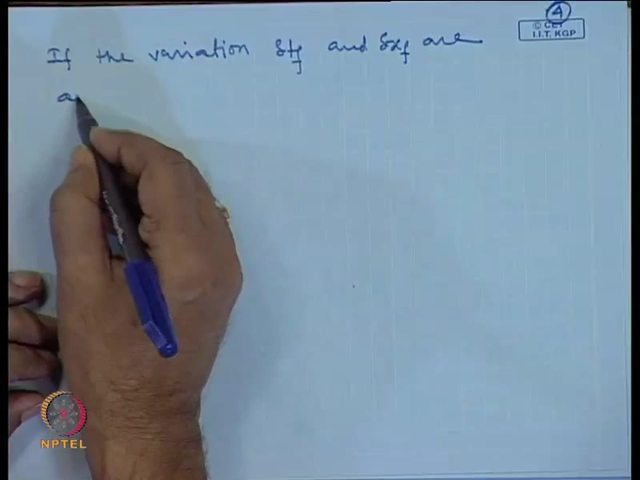 4
© CET
I.I.T. KGP
If the variation δtf and δxf are
a
NPTEL